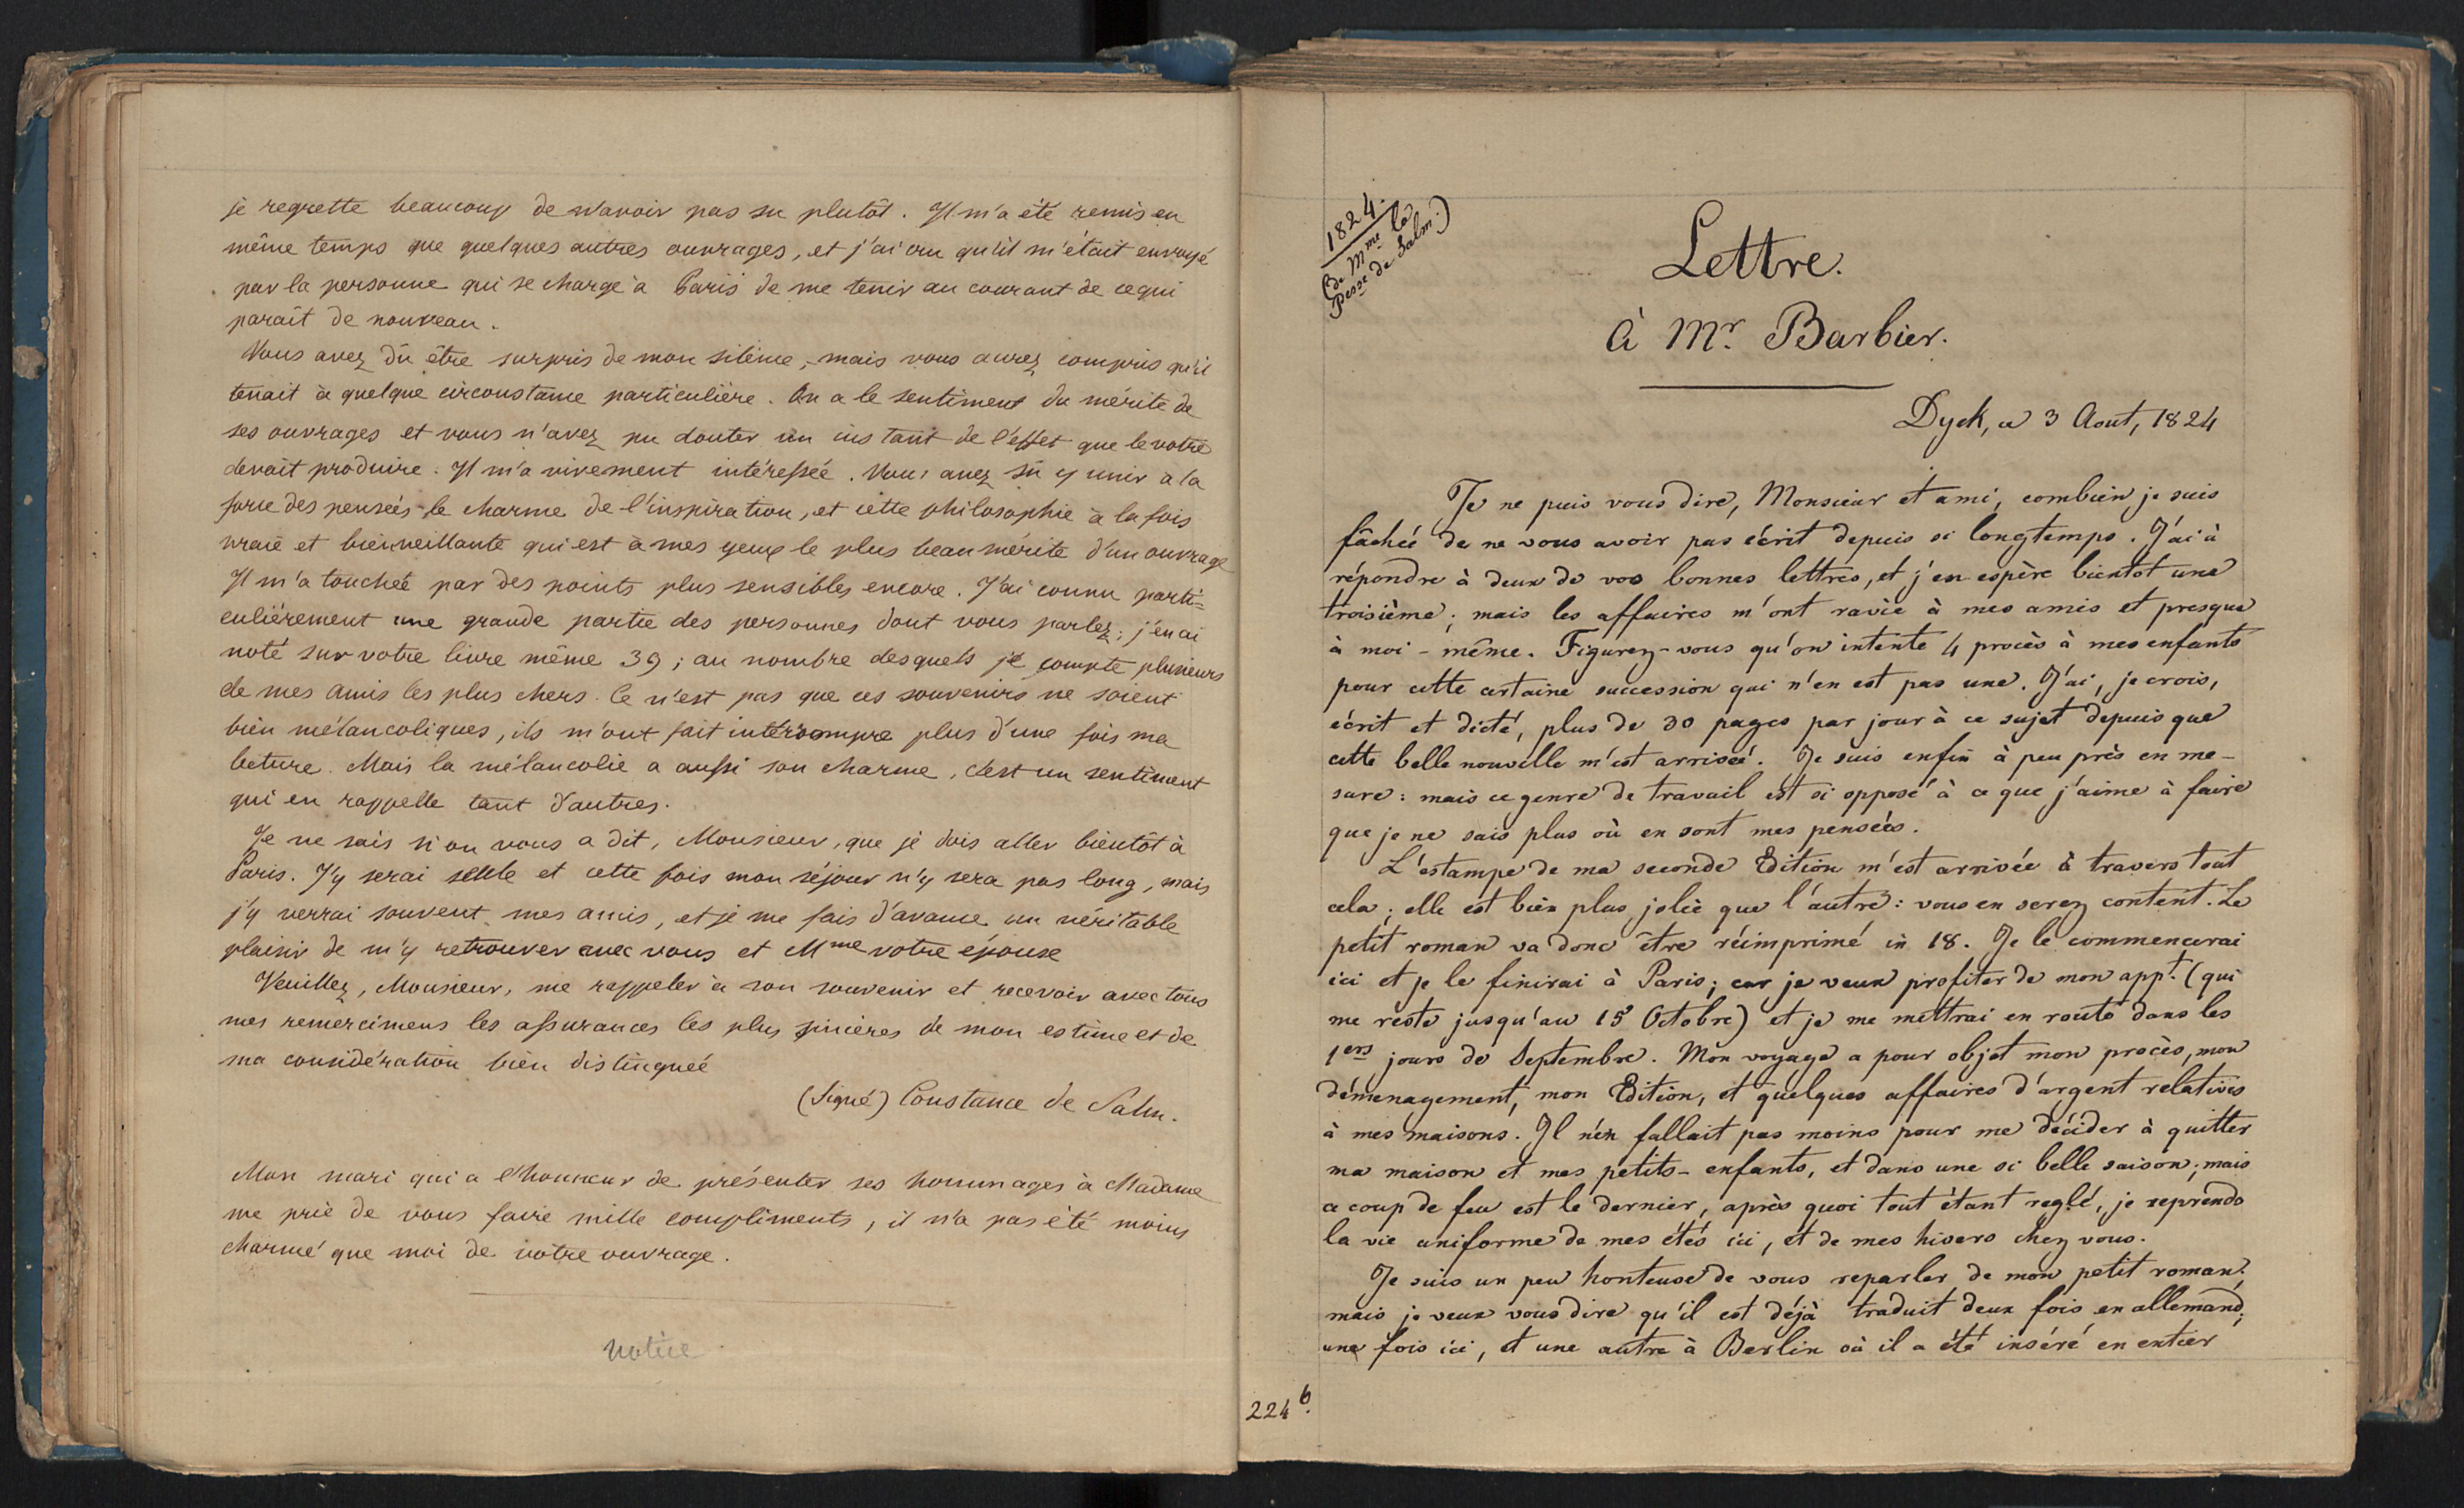 je regrette beaucoup de n'avoir pas su plutôt. Il m'a été remis en
même temps que quelques autres ouvrages, et j'ai cru qu'il m'était envoyé
par la personne qui se charge à Paris de me tenir au courant de ce qui
paraît de nouveau.
Vous avez dû être surpris de mon silence, mais vous aurez compris qu'il
tenait à quelque circonstance particulière. On a le sentiment du mérite de
ses ouvrages et vous n'avez pu douter un instant de l'effet que le votre
devait produire. Il m'a vivement intéressée. Vous avez sû y unir à la
force des pensées le charme de l'inspiration, et cette philosophie à la fois
vraie et bienveillante qui est à mes yeux le plus beau mérite d'un ouvrage
Il m'a touchée par des points plus sensibles encore. J'ai connu parti=
culièrement une grande partie des personnes dont vous parlez; j'en ai
noté sur votre livre même 39; au nombre desquels je compte plusieurs
de mes amis les plus chers. Ce n'est pas que ces souvenirs ne soient
bien mélancoliques, ils m'ont fait interrompre plus d'une fois ma
lecture. Mais la mélancolie a aussi son charme, c'est un sentiment
qui en rappelle tant d'autres.
Je ne sais si on vous a dit, Monsieur, que je dois aller bientôt à
Paris. J'y serai seule et cette fois mon séjour n'y sera pas long, mais
j'y verrai souvent mes amis, et je me fais d'avance un véritable
plaisir de m'y retrouver avec vous et Mme votre épouse
Veuillez, Monsieur, me rappeler à son souvenir et recevoir avec tous
mes remercimens les assurances les plus sincères de mon estime et de
ma considération bien distinguée
(Signé) Constance de Salm.
Mon mari qui a l'honneur de présenter ses hommages à Madame
me prie de vous faire mille compliments, il n'a pas été moins
charmé que moi de votre ouvrage.
notice
1824.
(de Mme la
Pesse de Salm.)
Lettre.
à Mr. Barbier.
Dyck, ce 3 Aout, 1824
Je ne puis vous dire, Monsieur et ami, combien je suis
fâchée de ne vous avoir pas écrit depuis si longtemps. J'ai à
répondre à deux de vos bonnes lettres, et j'en espère bientot une
troisième; mais les affaires m'ont ravie à mes amis et presque
à moi-même. Figurez-vous qu'on intente 4 procès à mes enfants
pour cette certaine succession qui n'en est pas une. J'ai, je crois,
écrit et dicté, plus de 30 pages par jour à ce sujet depuis que
cette belle nouvelle m'est arrivée. Je suis enfin à peu près en me-
sure: mais ce genre de travail est si opposé à ce que j'aime à faire
que je ne sais plus où en sont mes pensées.
L'estampe de ma seconde Edition m'est arrivée à travers tout
cela; elle est bien plus jolie que l'autre: vous en serez content. Le
petit roman va donc être réimprimé in 18. Je le commencerai
ici et je le finirai à Paris; car je veux profiter de mon appt. (qui
me reste jusqu'au 15 Octobre) et je me mettrai en route dans les
1ers jours de Septembre. Mon voyage a pour objet mon procès, mon
démenagement, mon Edition, et quelques affaires d'argent relatives
à mes maisons. Il n'en fallait pas moins pour me décider à quitter
ma maison et mes petits-enfants, et dans une si belle saison; mais
ce coup de feu est le dernier, après quoi tout étant reglé, je reprends
la vie uniforme de mes étés ici, et de mes hivers chez vous.
Je suis un peu honteuse de vous reparler de mon petit roman;
mais je veux vous dire qu'il est déjà traduit deux fois en allemand;
une fois ici, et une autre à Berlin où il a été inséré en entier
224 b.